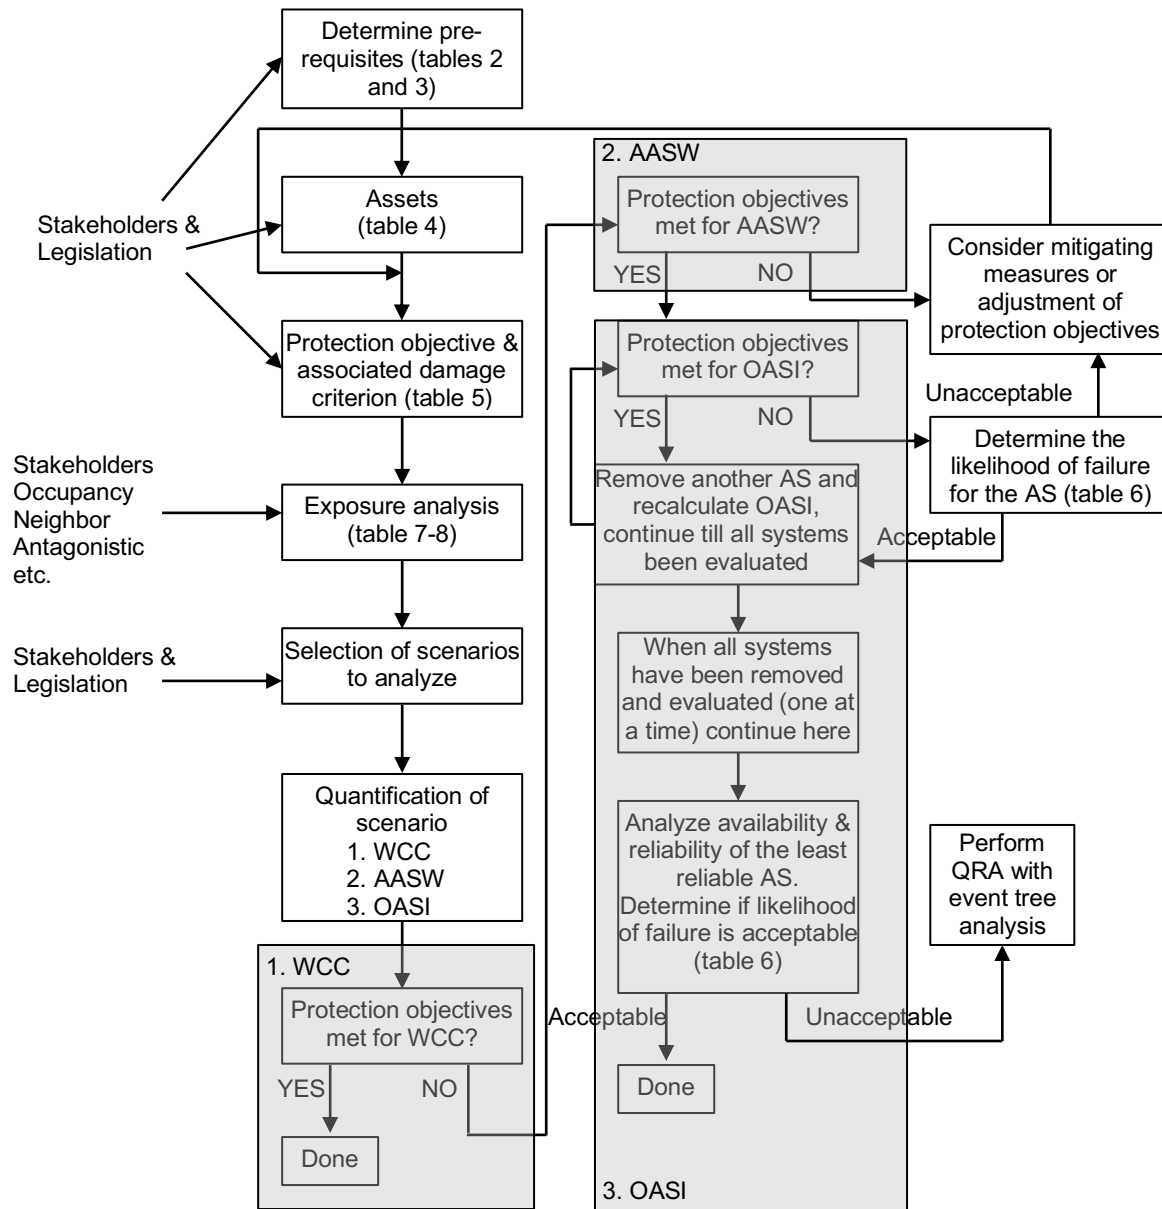 Determine pre-
requisites (tables 2
and 3)
Stakeholders &
Legislation
Assets
(table 4)
Protection objective &
associated damage
criterion (table 5)
Stakeholders
Occupancy
Neighbor
Antagonistic
etc.
Exposure analysis
(table 7-8)
Stakeholders &
Legislation
Selection of scenarios
to analyze
Quantification of
scenario
1. WCC
2. AASW
3. OASI
1. WCC
Protection objectives
met for WCC?
YES
NO
Done
2. AASW
Protection objectives
met for AASW?
YES
NO
Consider mitigating
measures or
adjustment of
protection objectives
Protection objectives
met for OASI?
YES
NO
Unacceptable
Determine the
likelihood of failure
for the AS (table 6)
Acceptable
Remove another AS and
recalculate OASI,
continue till all systems
been evaluated
When all systems
have been removed
and evaluated (one at
a time) continue here
Analyze availability &
reliability of the least
reliable AS.
Determine if likelihood
of failure is acceptable
(table 6)
Acceptable
Unacceptable
Done
Perform
QRA with
event tree
analysis
3. OASI